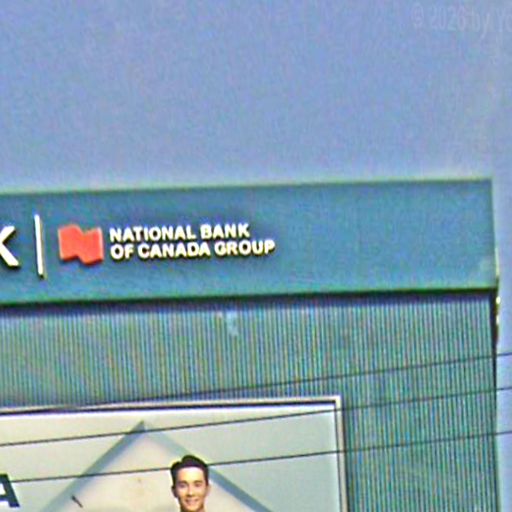 K
NATIONAL BANK
OF CANADA GROUP
A